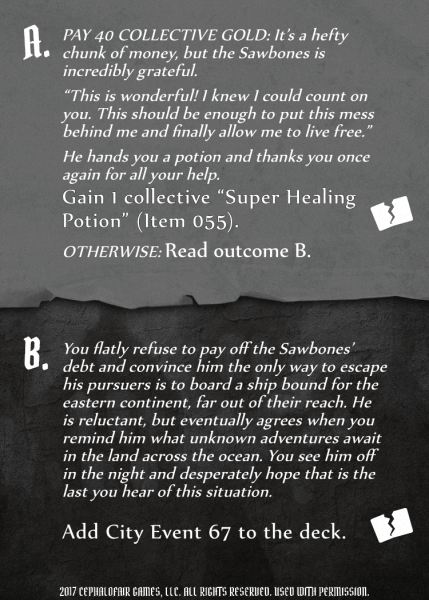 A.
PAY 40 COLLECTIVE GOLD: It's a hefty
chunk of money, but the Sawbones is
incredibly grateful.
“This is wonderful! I knew I could count on
you. This should be enough to put this mess
behind me and finally allow me to live free.”
He hands you a potion and thanks you once
again for all your help.
Gain 1 collective “Super Healing
Potion” (Item 055).
OTHERWISE: Read outcome B.
B.
You flatly refuse to pay off the Sawbones'
debt and convince him the only way to escape
his pursuers is to board a ship bound for the
eastern continent, far out of their reach. He
is reluctant, but eventually agrees when you
remind him what unknown adventures await
in the land across the ocean. You see him off
in the night and desperately hope that is the
last you hear of this situation.
Add City Event 67 to the deck.
2017 CEPHALOFAIR GAMES, LLC. ALL RIGHTS RESERVED. USED WITH PERMISSION.